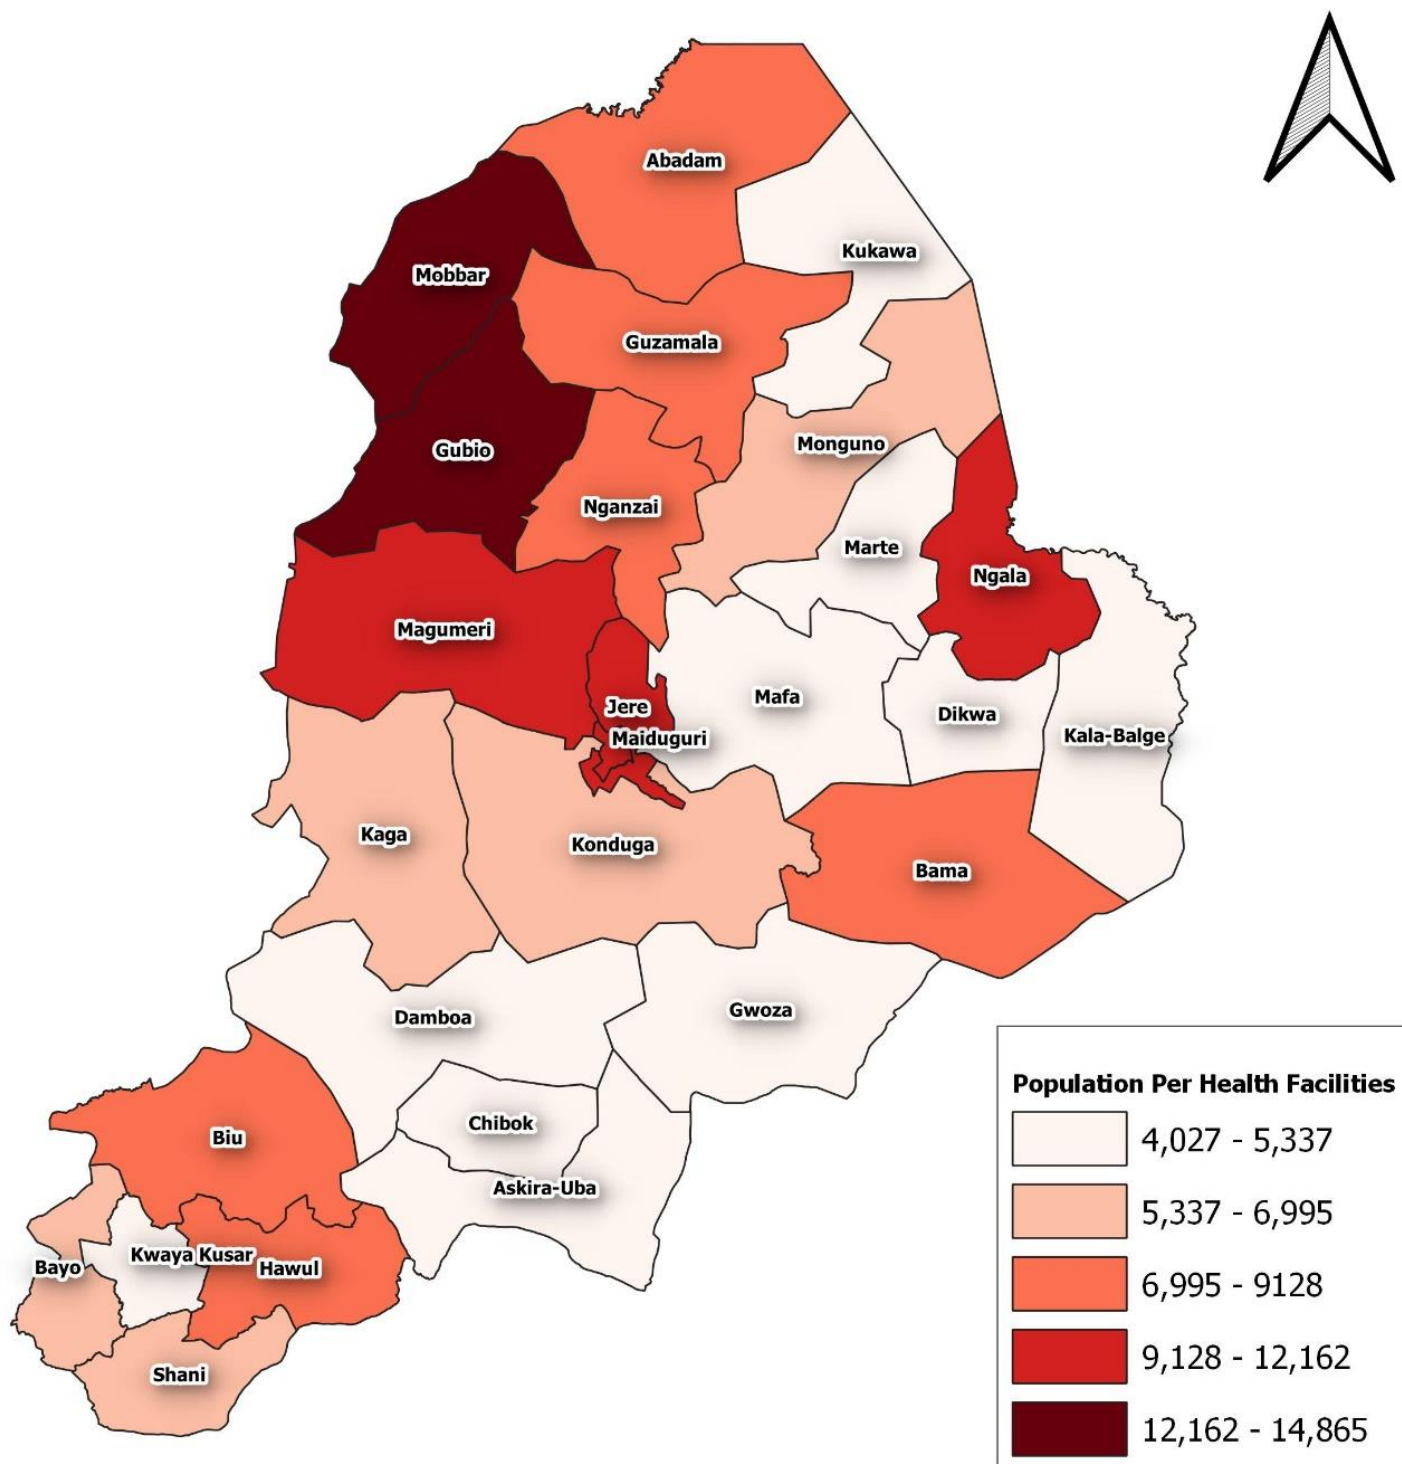 Abadam
Kukawa
Mobbar
Guzamala
Gubio
Monguno
Nganzai
Marte
Ngala
Magumeri
Mafa
Jere
Dikwa
Maiduguri
Kala-Balge
Kaga
Konduga
Bama
Gwoza
Damboa
Chibok
Biu
Askira-Uba
Kwaya Kusar
Bayo
Hawul
Shani
Population Per Health Facilities
4,027 - 5,337
5,337 - 6,995
6,995 - 9128
9,128 - 12,162
12,162 - 14,865